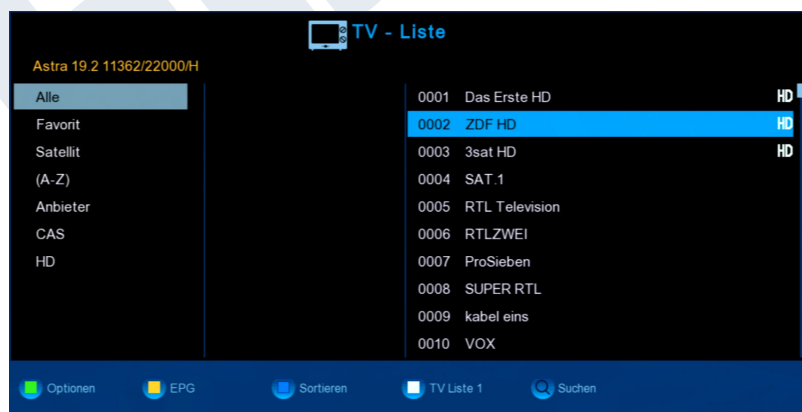 TV - Liste
Astra 19.2 11362/22000/H
Alle
Favorit
Satellit
(A-Z)
Anbieter
CAS
HD
0001 Das Erste HD HD
0002 ZDF HD HD
0003 3sat HD HD
0004 SAT.1
0005 RTL Television
0006 RTLZWEI
0007 ProSieben
0008 SUPER RTL
0009 kabel eins
0010 VOX
Optionen EPG Sortieren TV Liste 1 Suchen